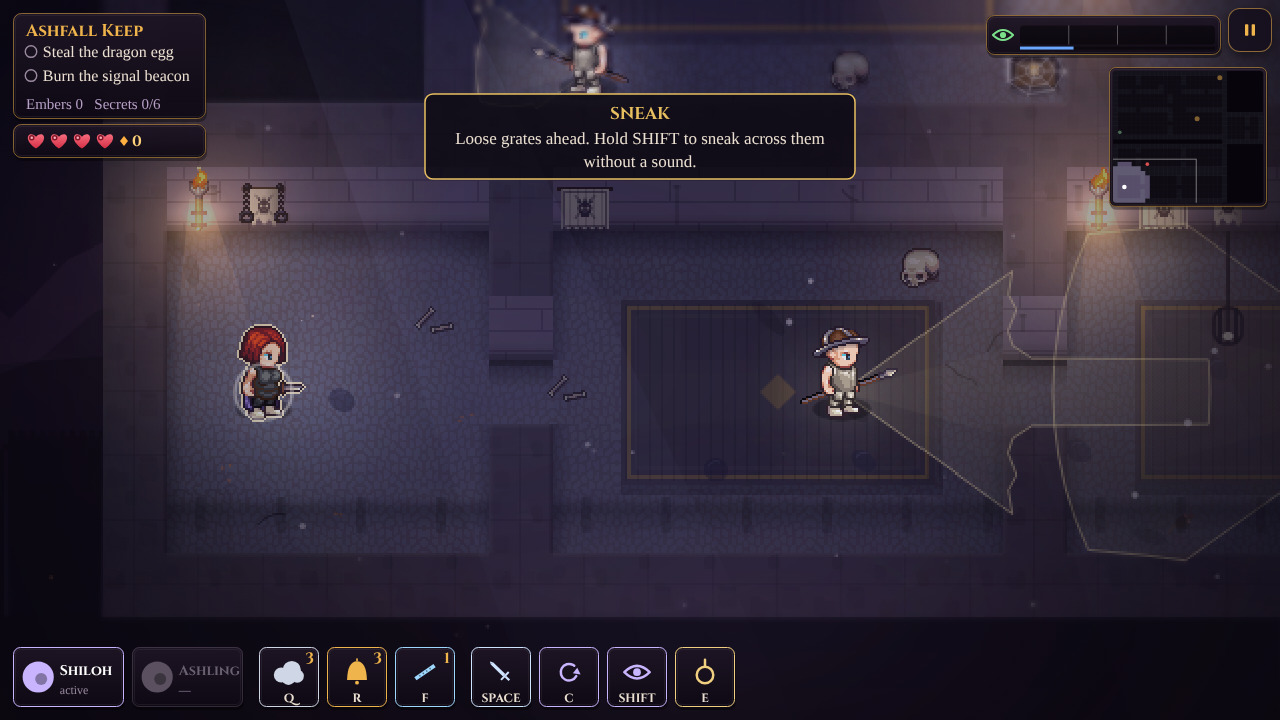 ASHFALL KEEP
Steal the dragon egg
Burn the signal beacon
Embers 0 Secrets 0/6
0
SNEAK
Loose grates ahead. Hold SHIFT to sneak across them
without a sound.
SHILOH
active
ASHLING
—
3
Q
3
R
1
F
SPACE
C
SHIFT
E